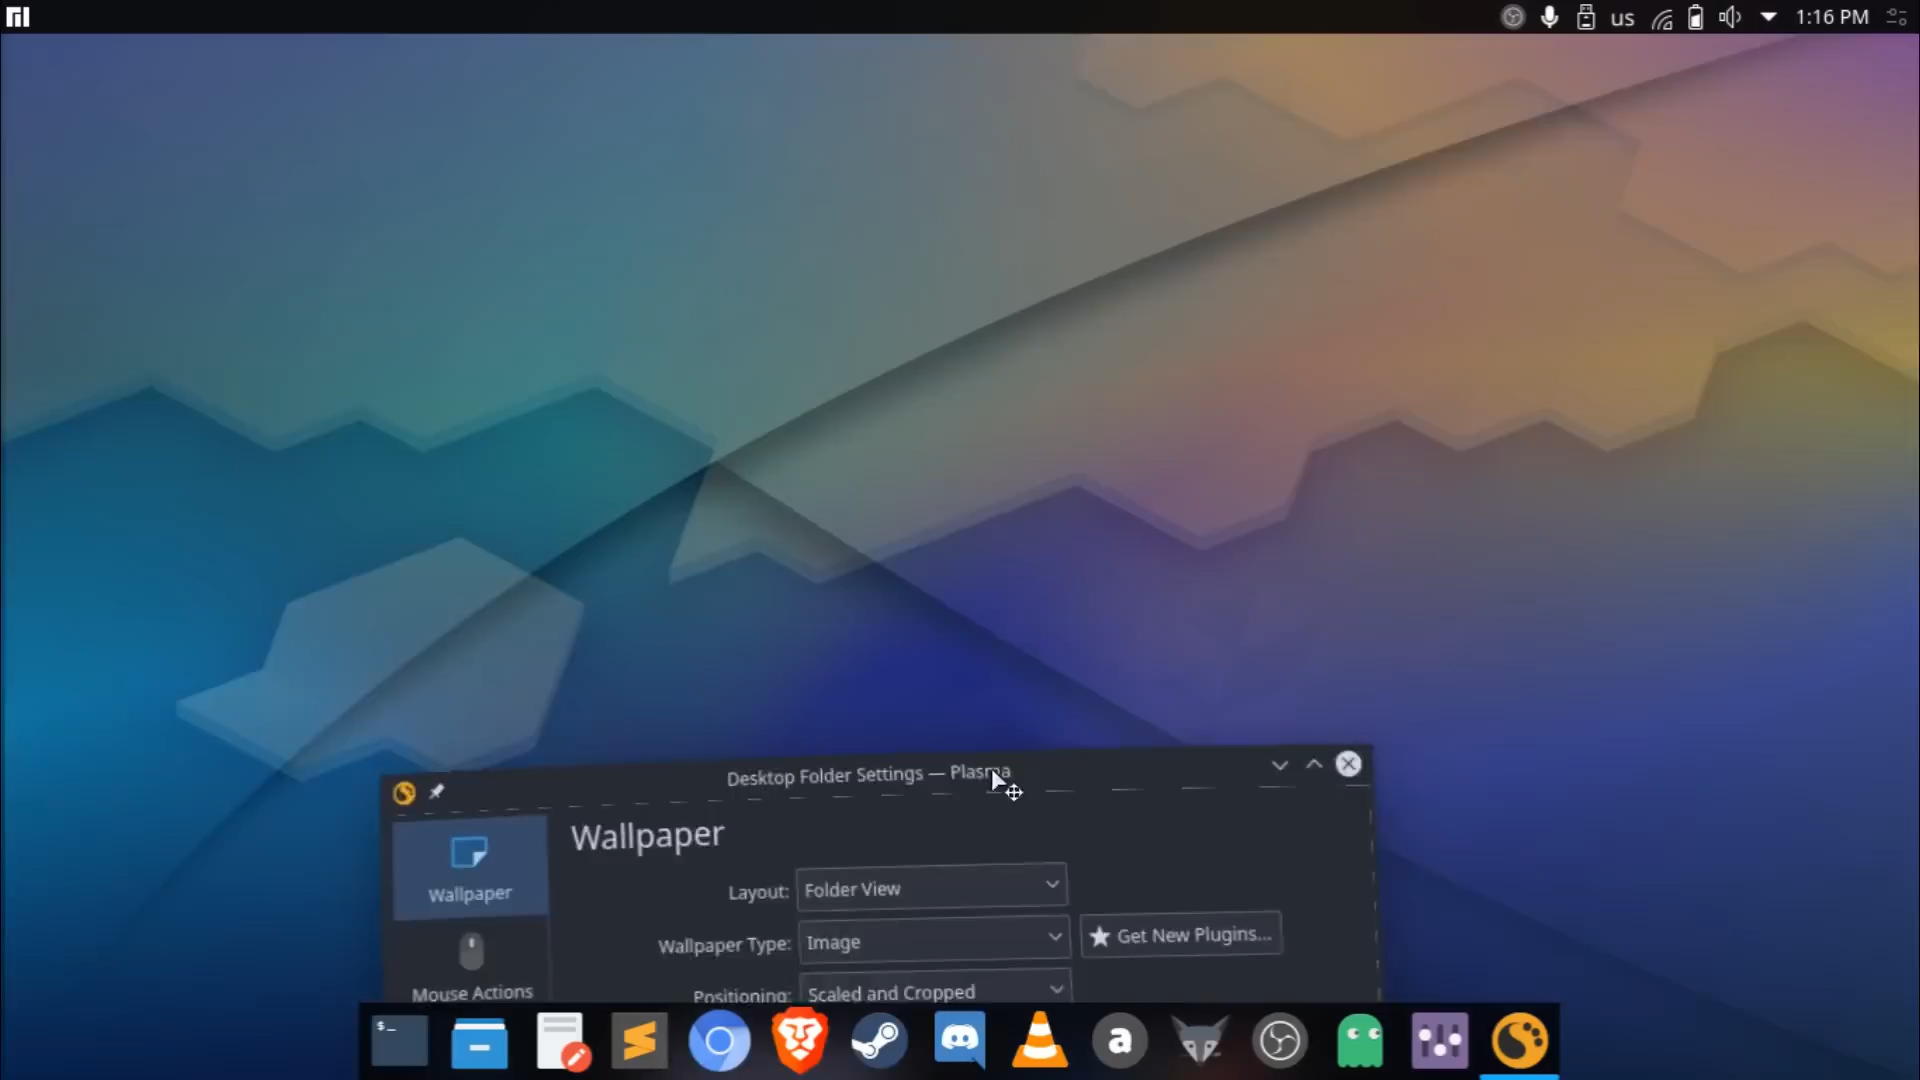 us
1:16 PM
Desktop Folder Settings — Plasma
Wallpaper
Wallpaper
Layout:
Folder View
Wallpaper Type:
Image
Get New Plugins...
Mouse Actions
Positioning:
Scaled and Cropped
$_
a